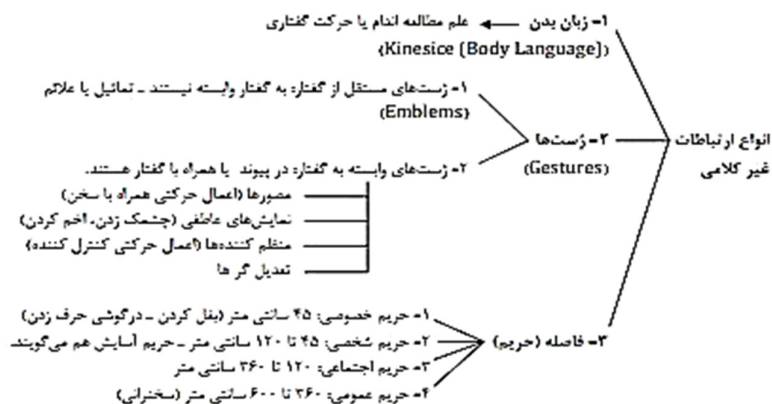 انواع ارتباطات
غیر کلامی
۱- زبان بدن
علم مطالعه اندام یا حرکت گفتاری
(Kinesice (Body Language))
۲- ژست‌ها
(Gestures)
۱- ژست‌های مستقل از گفتار: به گفتار وابسته نیستند - تماثیل یا علائم
(Emblems)
۲- ژست‌های وابسته به گفتار: در پیوند یا همراه با گفتار هستند.
مصورها (اعمال حرکتی همراه با سخن)
نمایش‌های عاطفی (چشمک زدن، اخم کردن)
منظم کننده‌ها (اعمال حرکتی کنترل کننده)
تعدیل گر ها
۳- فاصله (حریم)
۱- حریم خصوصی: ۴۵ سانتی متر (بغل کردن - درگوشی حرف زدن)
۲- حریم شخصی: ۴۵ تا ۱۲۰ سانتی متر - حریم آسایش هم می‌گویند.
۳- حریم اجتماعی: ۱۲۰ تا ۳۶۰ سانتی متر
۴- حریم عمومی: ۳۶۰ تا ۶۰۰ سانتی متر (سخنرانی)